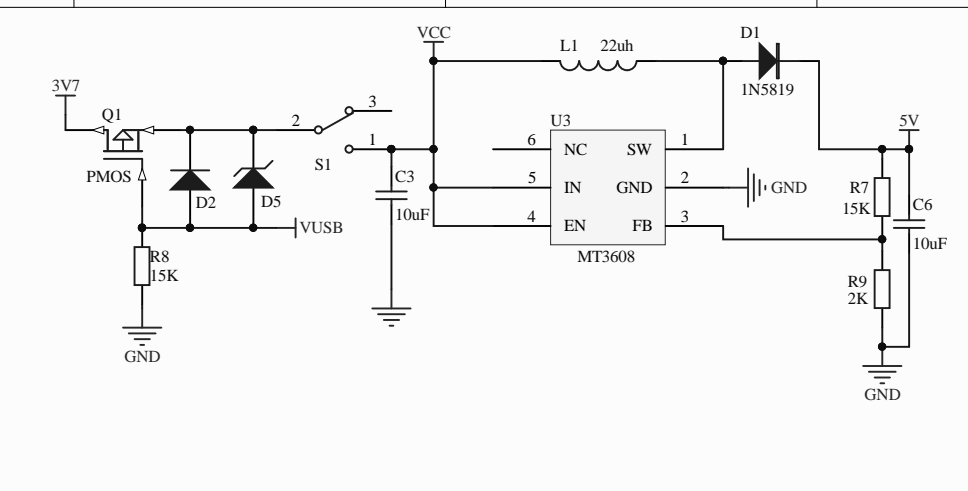 VCC
L1 22uh
D1
1N5819
3V7
Q1
PMOS
2
3
1
S1
D2
D5
VUSB
R8
15K
GND
C3
10uF
U3
6 NC SW 1
5 IN GND 2
4 EN FB 3
MT3608
GND
5V
R7
15K
C6
10uF
R9
2K
GND